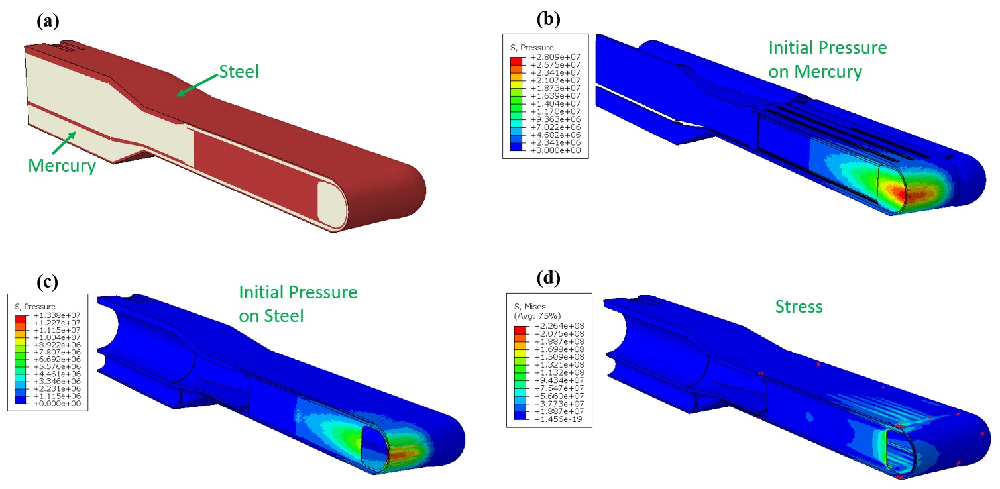 (a)
Steel
Mercury
(b)
S, Pressure
+2.809e+07
+2.575e+07
+2.341e+07
+2.107e+07
+1.873e+07
+1.639e+07
+1.404e+07
+1.170e+07
+9.363e+06
+7.022e+06
+4.682e+06
+2.341e+06
+0.000e+00
Initial Pressure
on Mercury
(c)
S, Pressure
+1.338e+07
+1.227e+07
+1.115e+07
+1.004e+07
+8.922e+06
+7.807e+06
+6.692e+06
+5.576e+06
+4.461e+06
+3.346e+06
+2.231e+06
+1.115e+06
+0.000e+00
Initial Pressure
on Steel
(d)
S, Mises
(Avg: 75%)
+2.264e+08
+2.075e+08
+1.887e+08
+1.698e+08
+1.509e+08
+1.321e+08
+1.132e+08
+9.434e+07
+7.547e+07
+5.660e+07
+3.773e+07
+1.887e+07
+1.456e-19
Stress